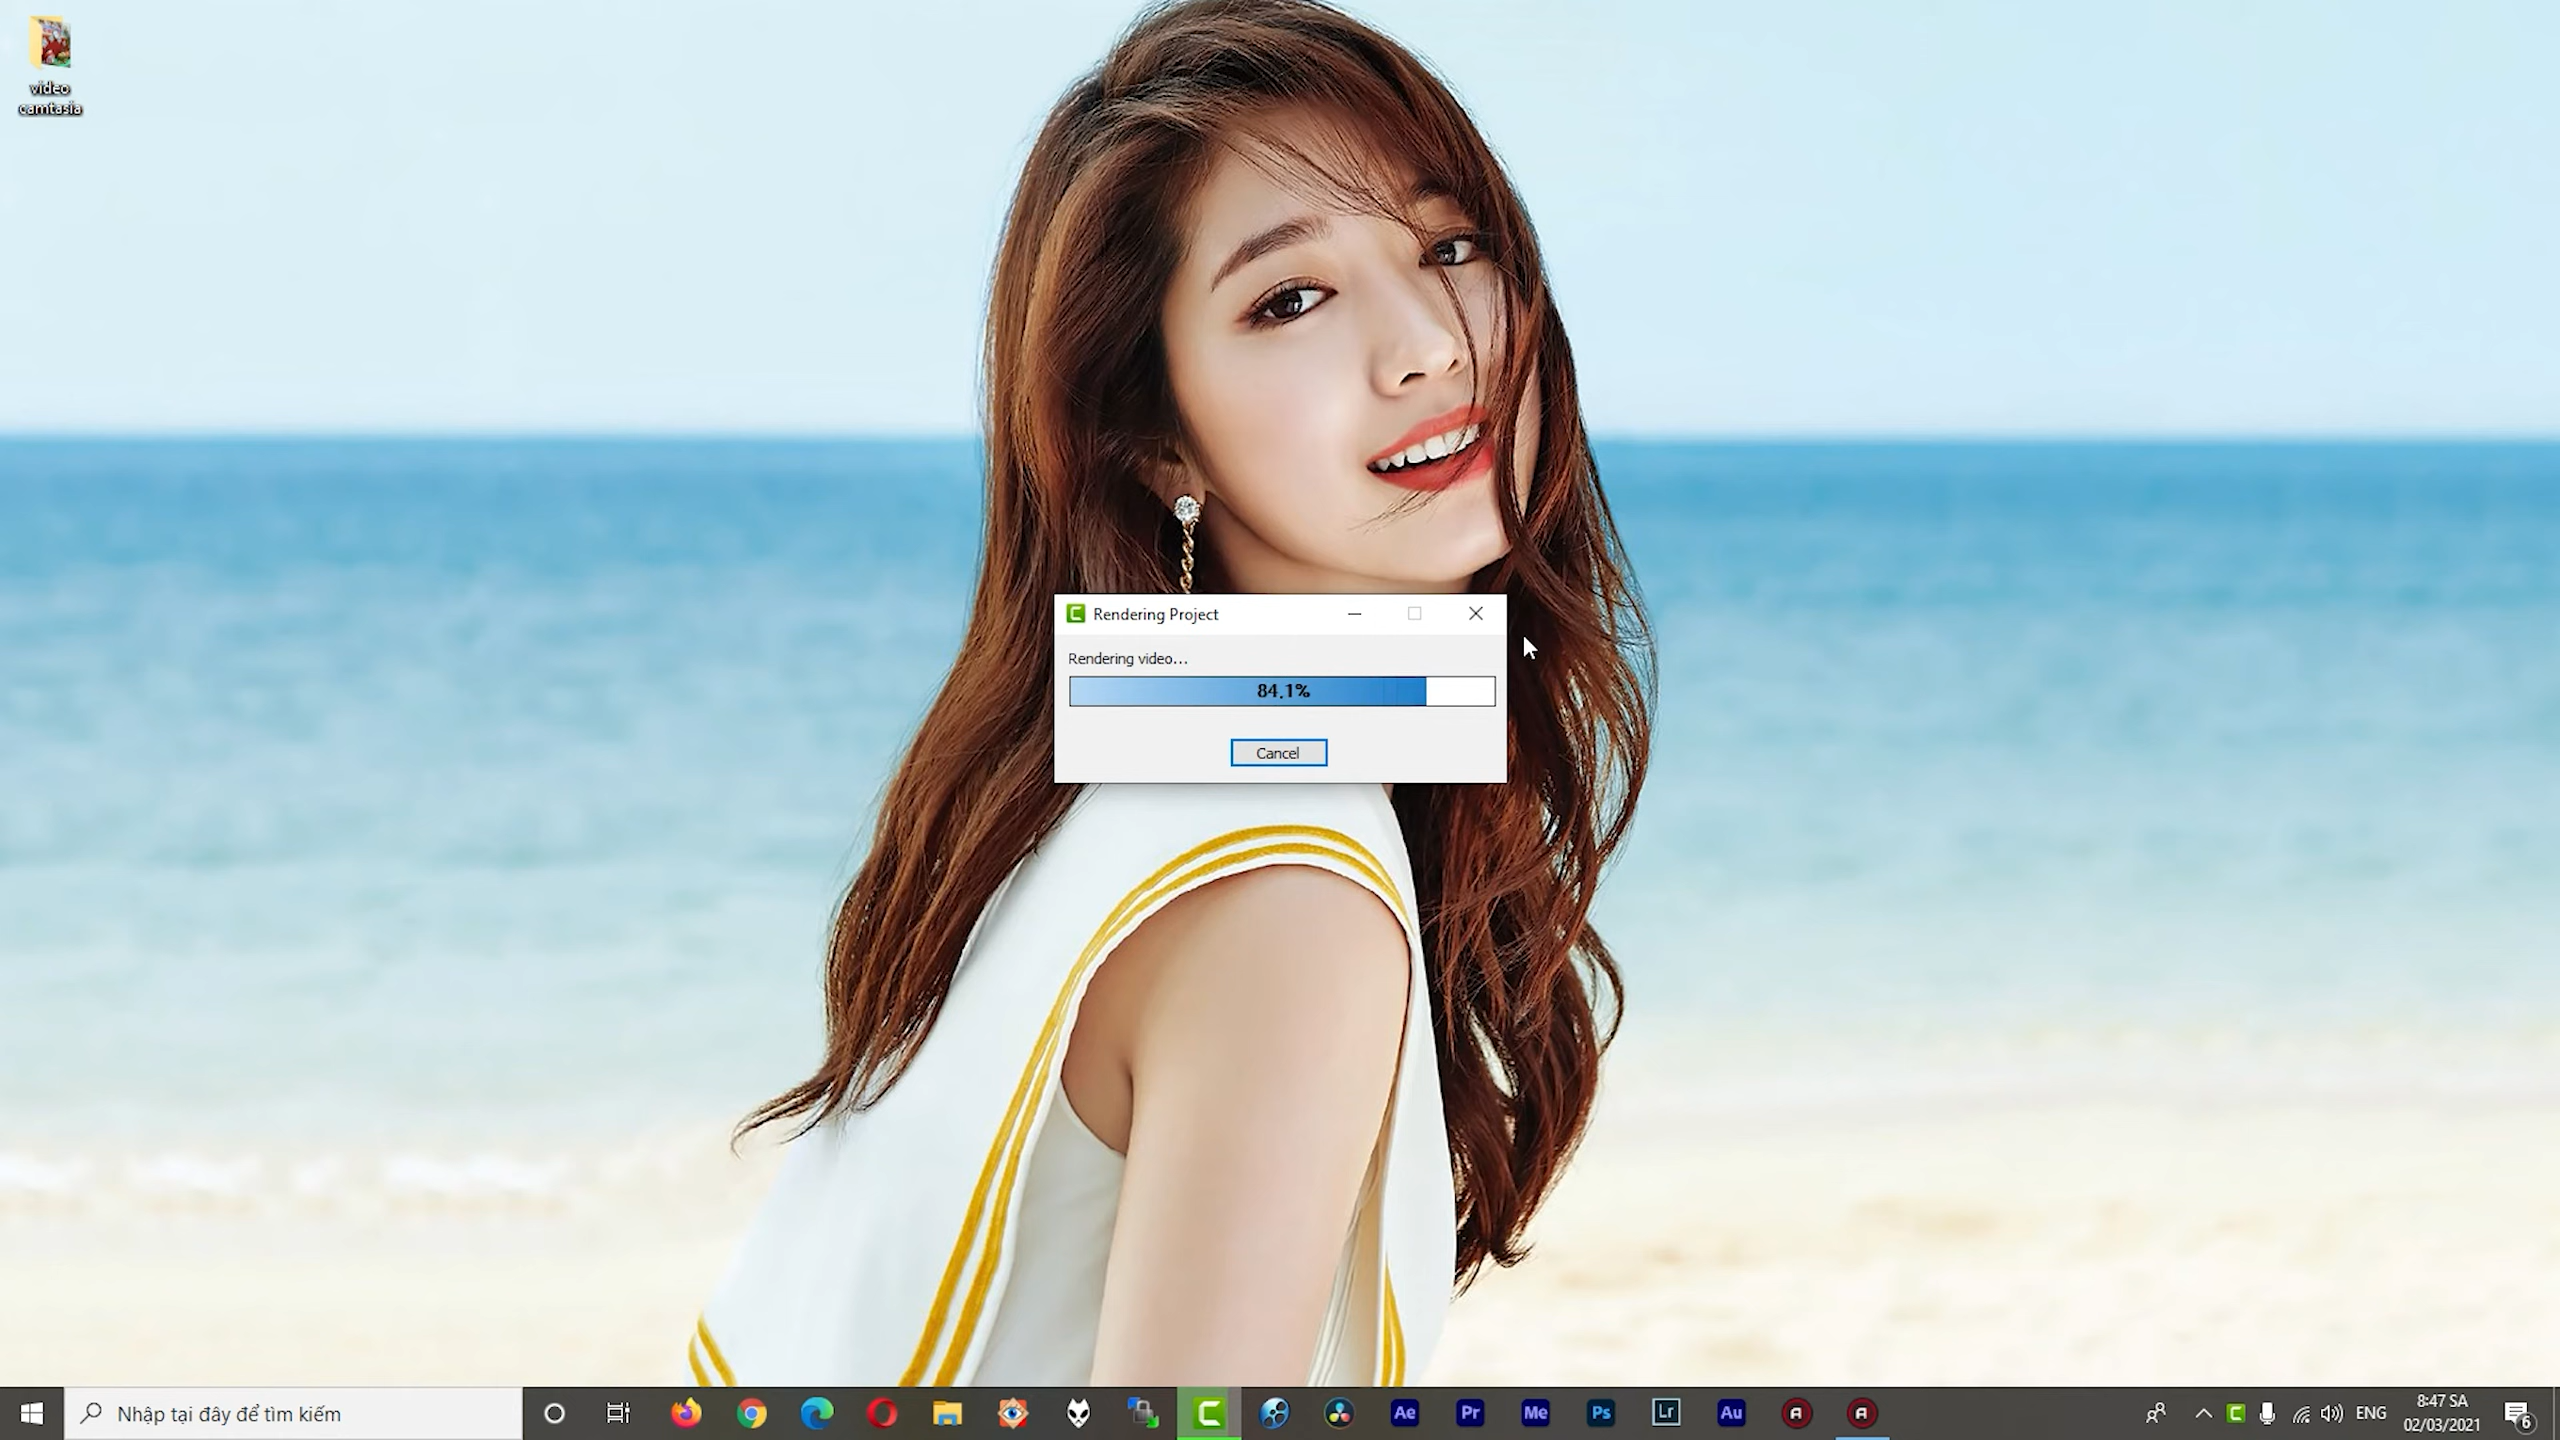 video
camtasia
Rendering Project
Rendering video...
84.1%
Cancel
Nhập tại đây để tìm kiếm
Ae
Pr
Me
Ps
Lr
Au
ENG
8:47 SA
02/03/2021
6